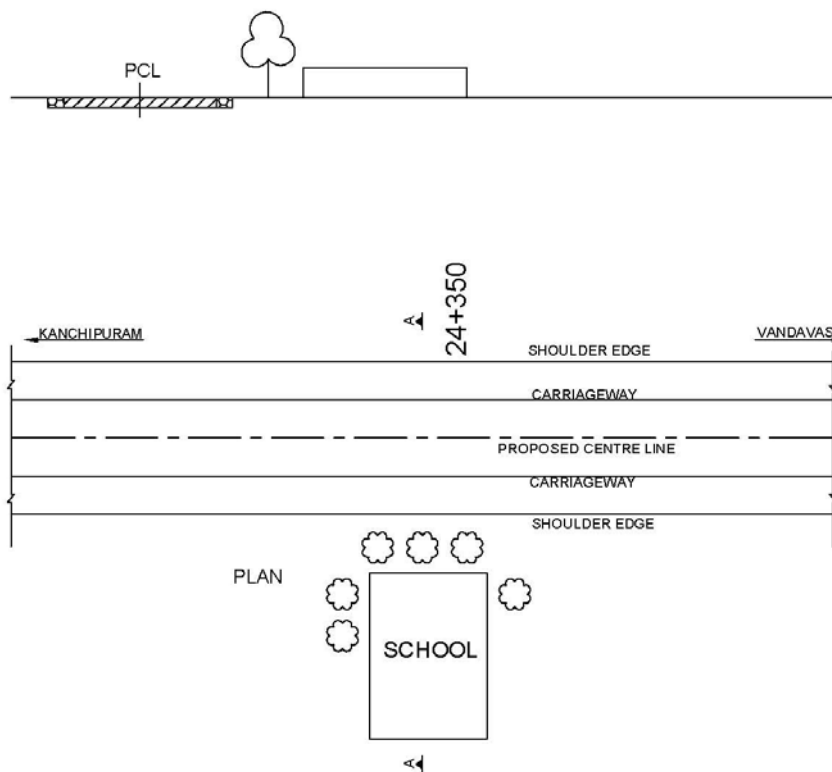 PCL
A
24+350
KANCHIPURAM
VANDAVAS
SHOULDER EDGE
CARRIAGEWAY
PROPOSED CENTRE LINE
CARRIAGEWAY
SHOULDER EDGE
PLAN
SCHOOL
A